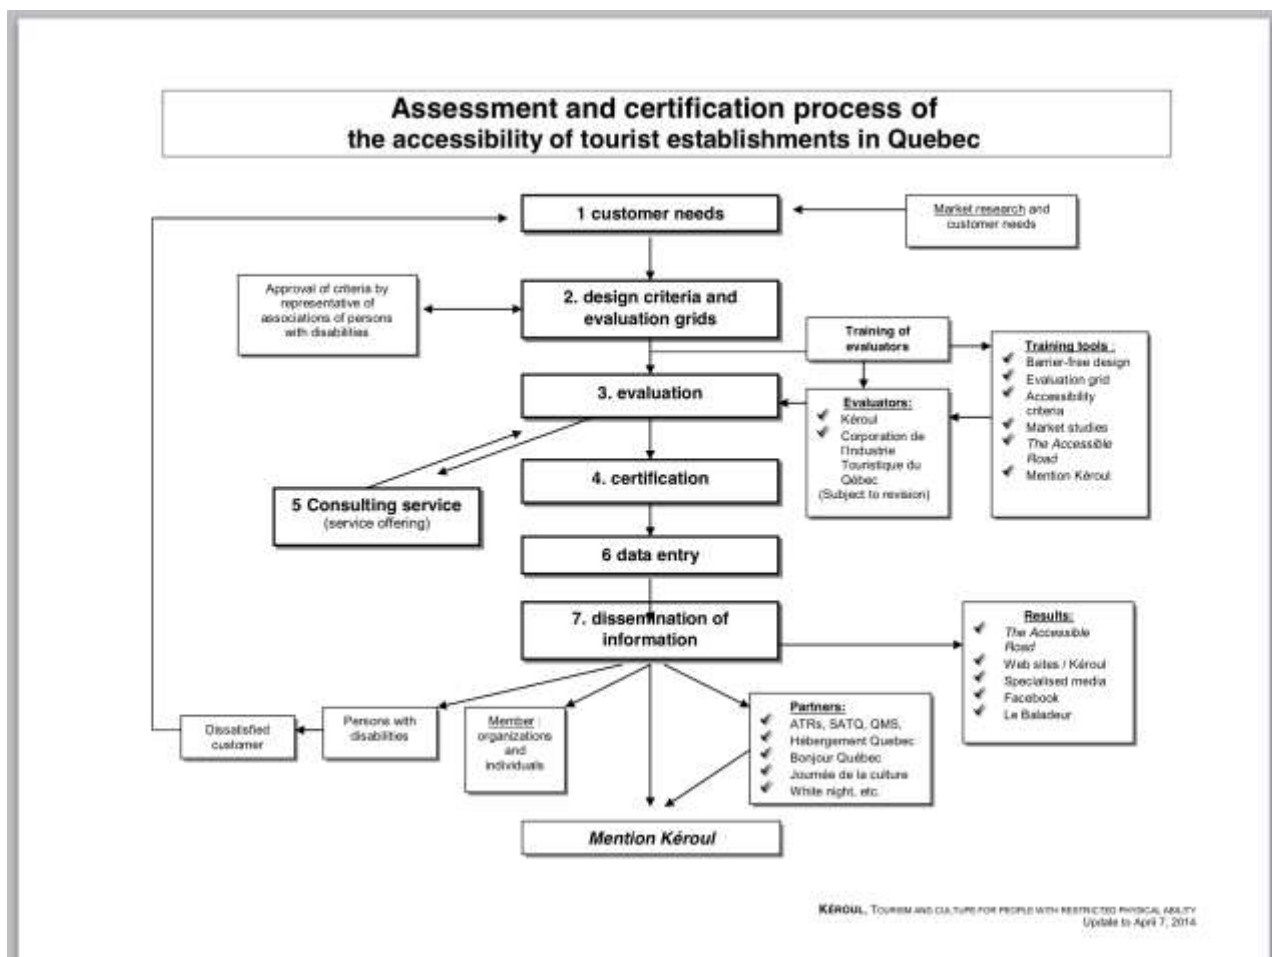 Assessment and certification process of
the accessibility of tourist establishments in Quebec
1 customer needs
Market research and
customer needs
Approval of criteria by
representative of
associations of persons
with disabilities
2. design criteria and
evaluation grids
Training of
evaluators
Training tools :
Barrier-free design
Evaluation grid
Accessibility
criteria
Market studies
The Accessible
Road
Mention Kéroul
3. evaluation
Evaluators:
Kéroul
Corporation de
l'Industrie
Touristique du
Qébec
(Subject to revision)
4. certification
5 Consulting service
(service offering)
6 data entry
7. dissemination of
information
Results:
The Accessible
Road
Web sites / Kéroul
Specialised media
Facebook
Le Baladeur
Dissatisfied
customer
Persons with
disabilities
Member :
organizations
and
individuals
Partners:
ATRs, SATQ, QMS,
Hébergement Quebec
Bonjour Québec
Journée de la culture
White night, etc.
Mention Kéroul
KÉROUL, TOURISM AND CULTURE FOR PEOPLE WITH RESTRICTED PHYSICAL ABILITY
Update to April 7, 2014